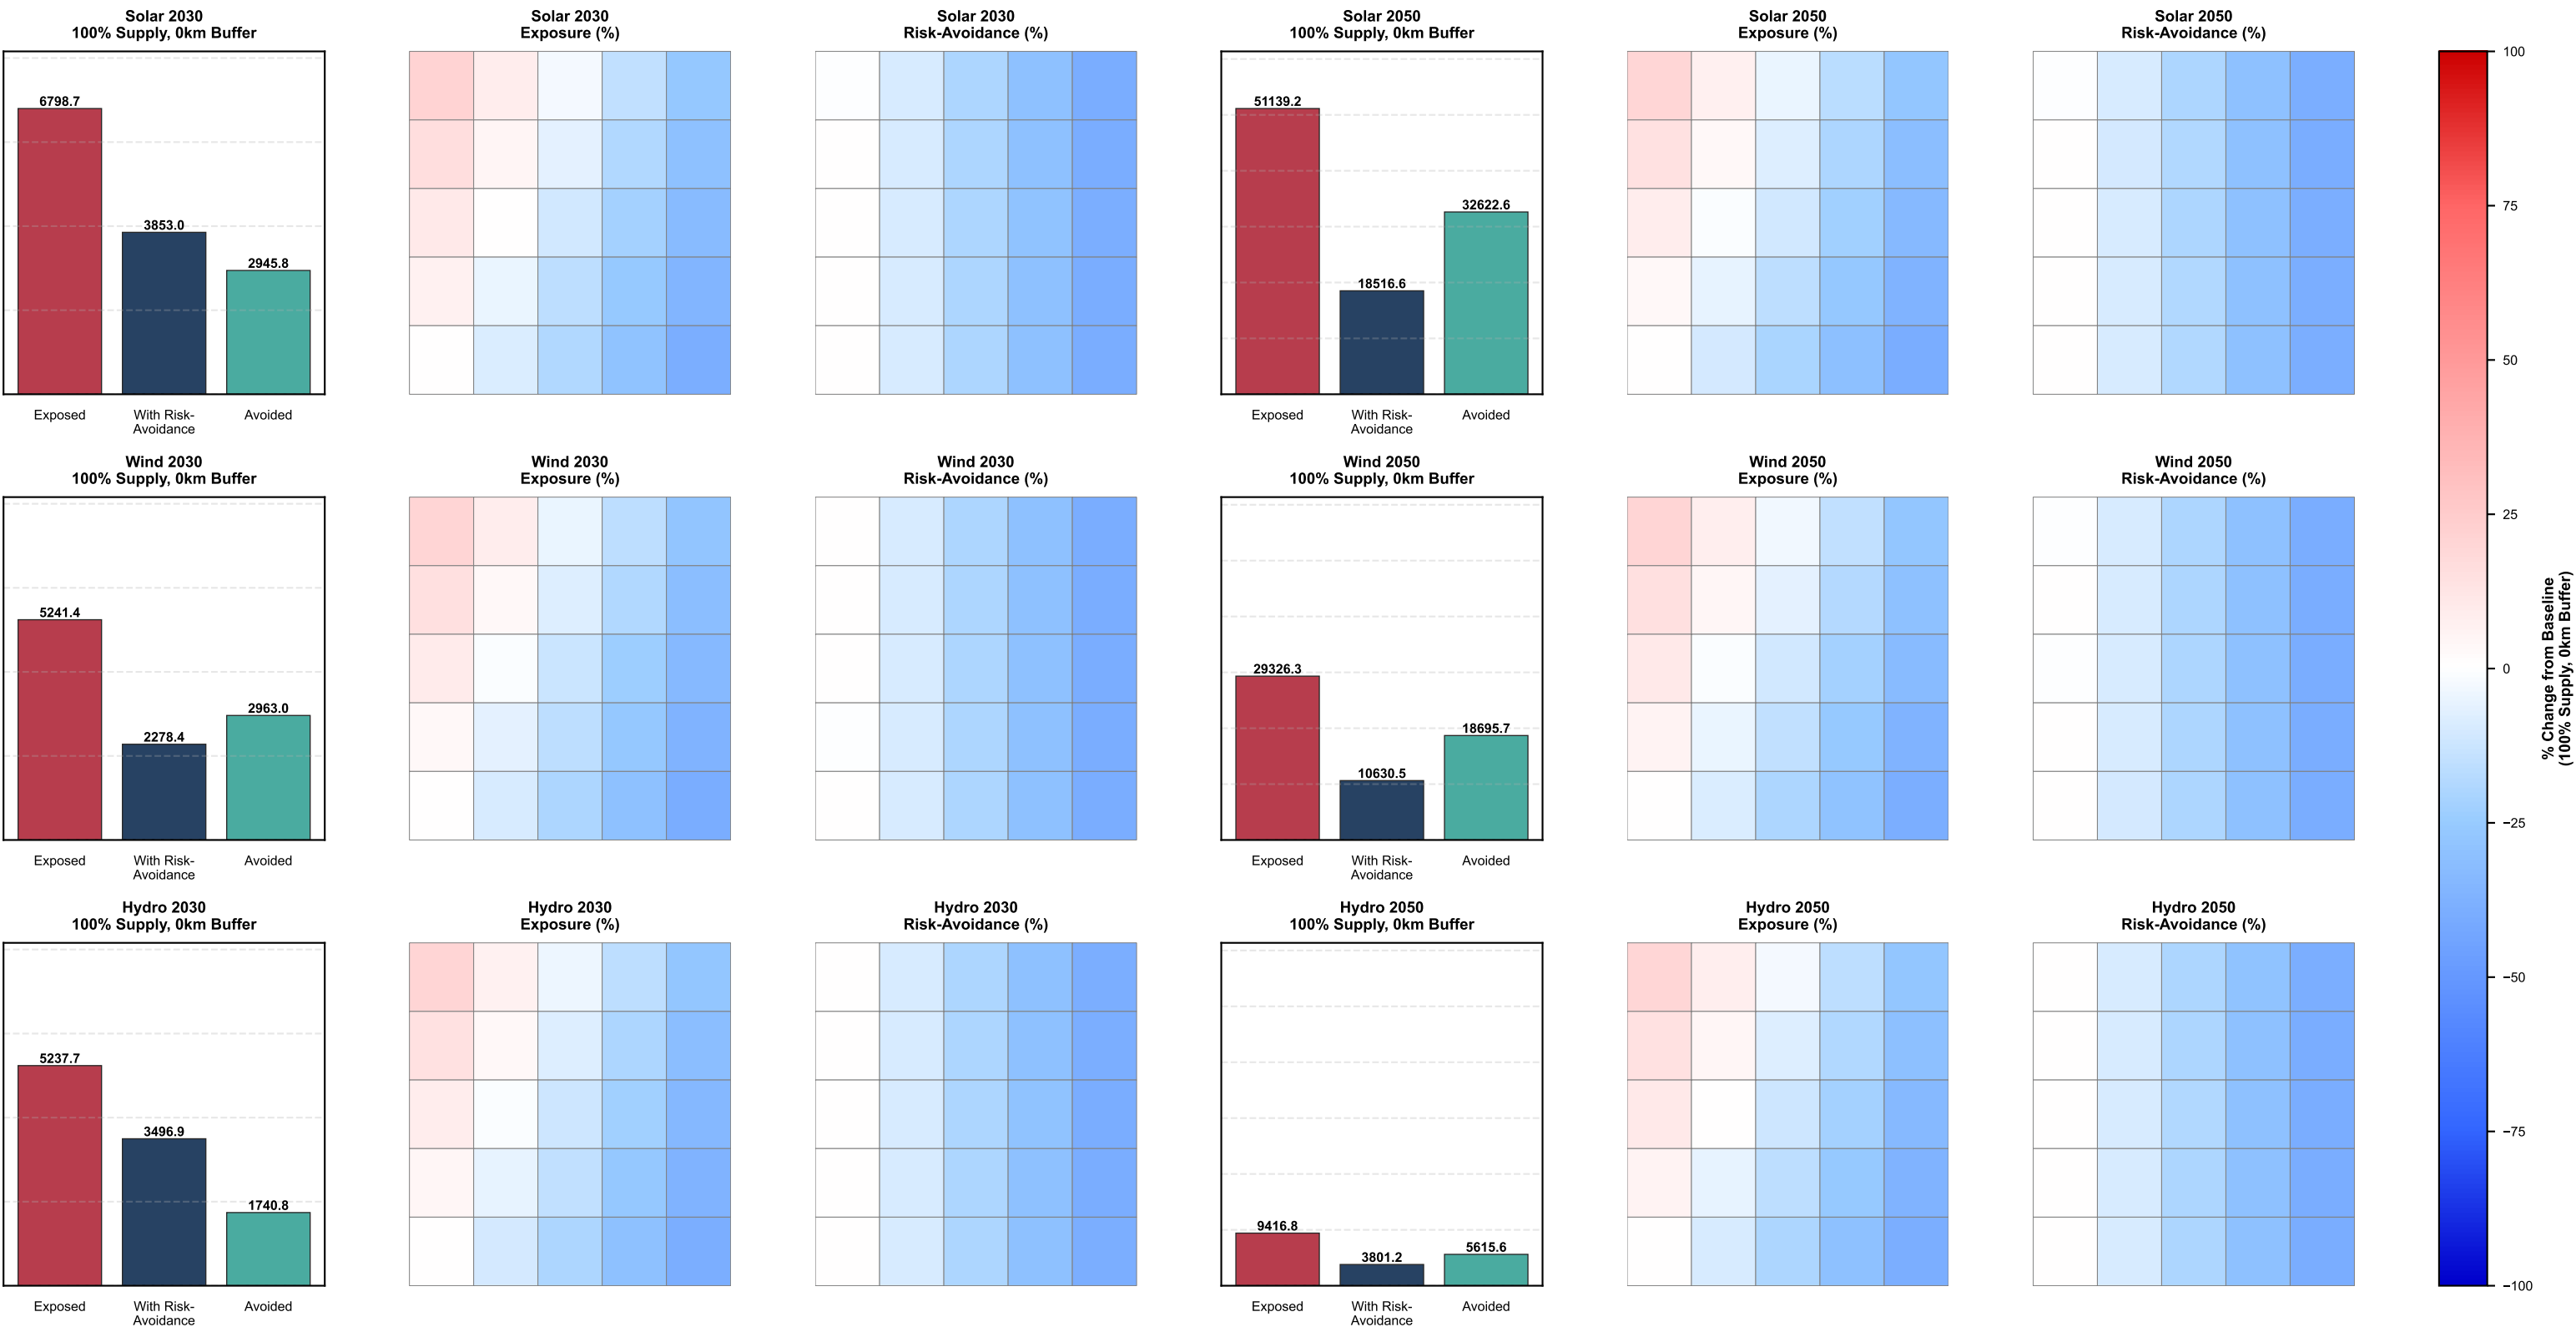 Solar 2030
100% Supply, 0km Buffer
6798.7
3853.0
2945.8
Exposed
With Risk-
Avoidance
Avoided
Solar 2030
Exposure (%)
Solar 2030
Risk-Avoidance (%)
Solar 2050
100% Supply, 0km Buffer
51139.2
18516.6
32622.6
Exposed
With Risk-
Avoidance
Avoided
Solar 2050
Exposure (%)
Solar 2050
Risk-Avoidance (%)
Wind 2030
100% Supply, 0km Buffer
5241.4
2278.4
2963.0
Exposed
With Risk-
Avoidance
Avoided
Wind 2030
Exposure (%)
Wind 2030
Risk-Avoidance (%)
Wind 2050
100% Supply, 0km Buffer
29326.3
10630.5
18695.7
Exposed
With Risk-
Avoidance
Avoided
Wind 2050
Exposure (%)
Wind 2050
Risk-Avoidance (%)
Hydro 2030
100% Supply, 0km Buffer
5237.7
3496.9
1740.8
Exposed
With Risk-
Avoidance
Avoided
Hydro 2030
Exposure (%)
Hydro 2030
Risk-Avoidance (%)
Hydro 2050
100% Supply, 0km Buffer
9416.8
3801.2
5615.6
Exposed
With Risk-
Avoidance
Avoided
Hydro 2050
Exposure (%)
Hydro 2050
Risk-Avoidance (%)
100
75
50
25
0
−25
−50
−75
−100
% Change from Baseline
(100% Supply, 0km Buffer)